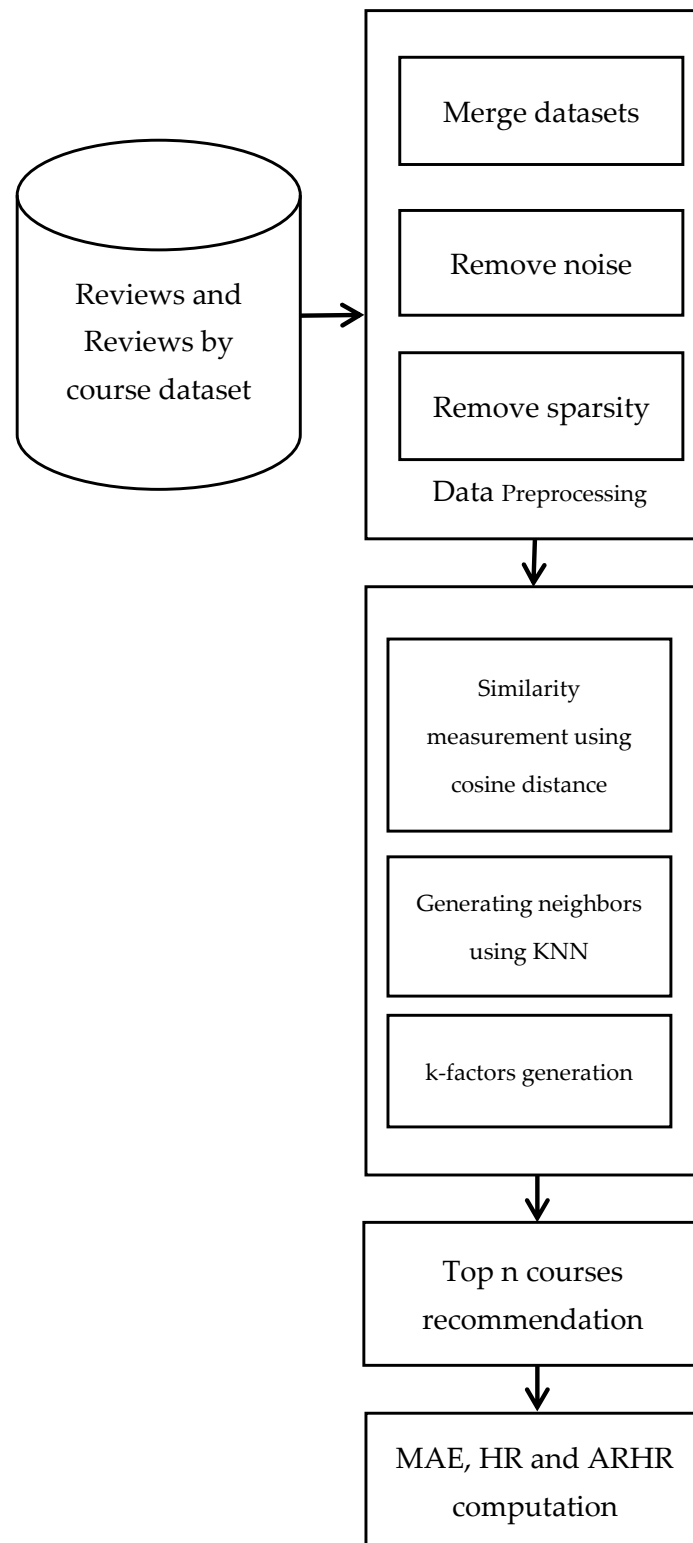 Reviews and
Reviews by
course dataset
Merge datasets
Remove noise
Remove sparsity
Data Preprocessing
Similarity
measurement using
cosine distance
Generating neighbors
using KNN
k-factors generation
Top n courses
recommendation
MAE, HR and ARHR
computation